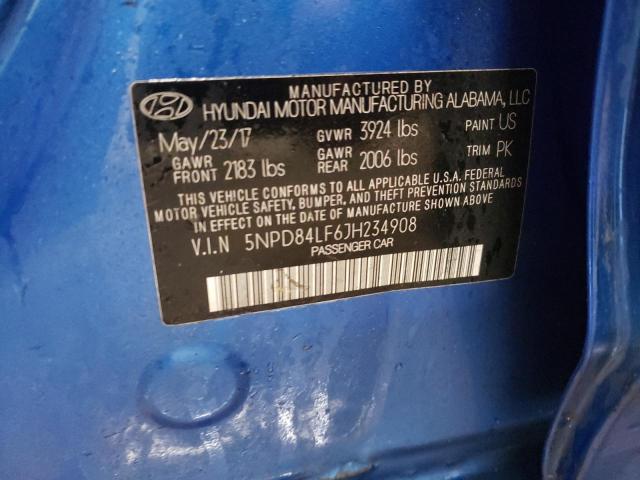 MANUFACTURED BY
HYUNDAI MOTOR MANUFACTURING ALABAMA, LLC
May/23/17 GVWR 3924 lbs PAINT US
GAWR FRONT 2183 lbs GAWR REAR 2006 lbs TRIM PK
THIS VEHICLE CONFORMS TO ALL APPLICABLE U.S.A. FEDERAL
MOTOR VEHICLE SAFETY, BUMPER, AND THEFT PREVENTION STANDARDS
IN EFFECT ON THE DATE OF MANUFACTURE SHOWN ABOVE
V.I.N 5NPD84LF6JH234908
PASSENGER CAR